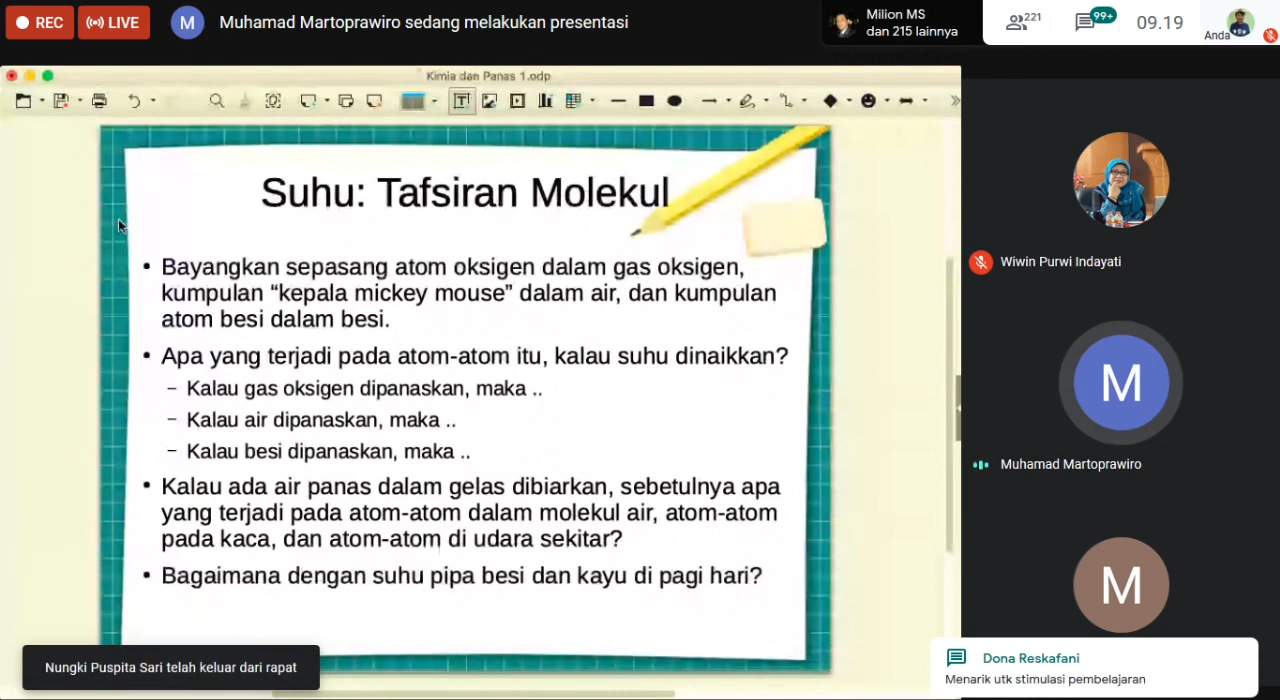 REC
LIVE
M
Muhamad Martoprawiro sedang melakukan presentasi
Milion MS
dan 215 lainnya
221
99+
09.19
Anda
Kimia dan Panas 1.odp
Suhu: Tafsiran Molekul
• Bayangkan sepasang atom oksigen dalam gas oksigen,
kumpulan “kepala mickey mouse” dalam air, dan kumpulan
atom besi dalam besi.
• Apa yang terjadi pada atom-atom itu, kalau suhu dinaikkan?
– Kalau gas oksigen dipanaskan, maka ..
– Kalau air dipanaskan, maka ..
– Kalau besi dipanaskan, maka ..
• Kalau ada air panas dalam gelas dibiarkan, sebetulnya apa
yang terjadi pada atom-atom dalam molekul air, atom-atom
pada kaca, dan atom-atom di udara sekitar?
• Bagaimana dengan suhu pipa besi dan kayu di pagi hari?
Wiwin Purwi Indayati
M
Muhamad Martoprawiro
M
Nungki Puspita Sari telah keluar dari rapat
Dona Reskafani
Menarik utk stimulasi pembelajaran